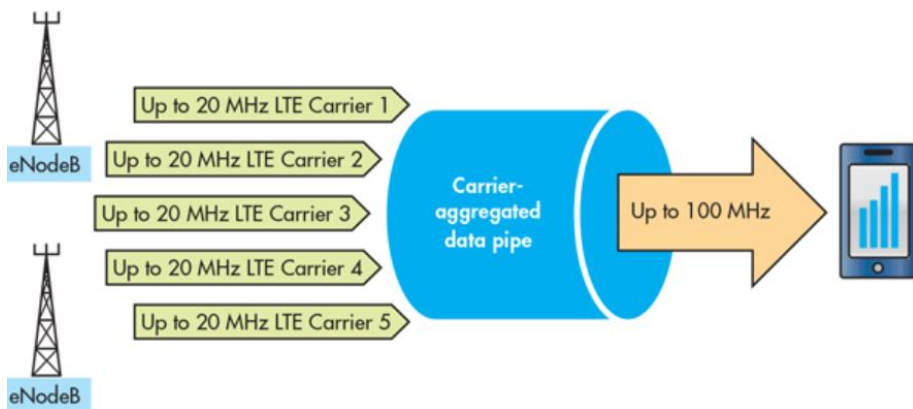 Up to 20 MHz LTE Carrier 1
eNodeB
Up to 20 MHz LTE Carrier 2
Up to 20 MHz LTE Carrier 3
Up to 20 MHz LTE Carrier 4
Up to 20 MHz LTE Carrier 5
eNodeB
Carrier-
aggregated
data pipe
Up to 100 MHz